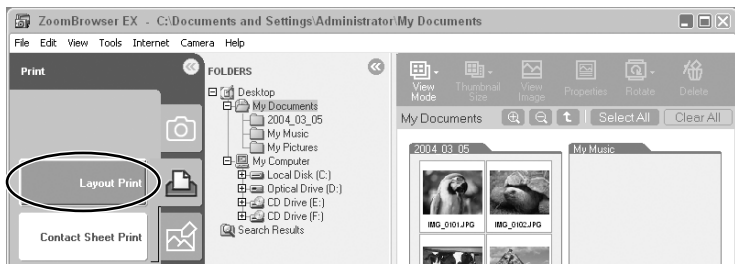 ZoomBrowser EX - C:\Documents and Settings\Administrator\My Documents
File Edit View Tools Internet Camera Help
Print
Layout Print
Contact Sheet Print
FOLDERS
Desktop
My Documents
2004_03_05
My Music
My Pictures
My Computer
Local Disk (C:)
Optical Drive (D:)
CD Drive (E:)
CD Drive (F:)
Search Results
View Mode
Thumbnail Size
View Image
Properties
Rotate
Delete
My Documents
Select All
Clear All
2004_03_05
My Music
IMG_0101.JPG
IMG_0102.JPG